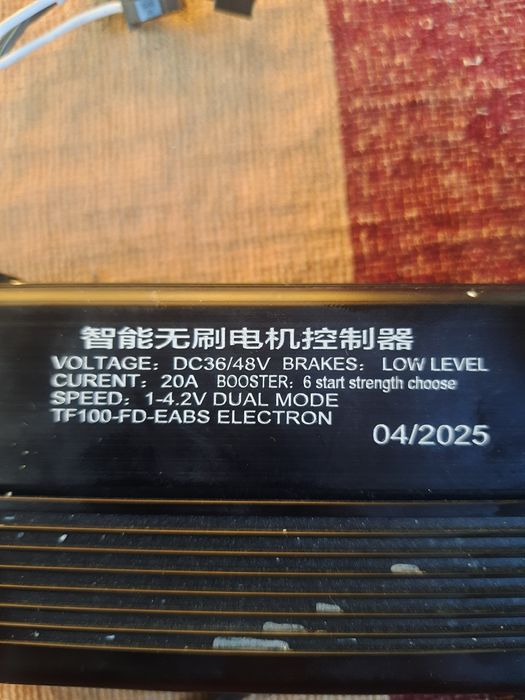 智能无刷电机控制器
VOLTAGE: DC36/48V BRAKES: LOW LEVEL
CURENT: 20A BOOSTER: 6 start strength choose
SPEED: 1-4.2V DUAL MODE
TF100-FD-EABS ELECTRON
04/2025